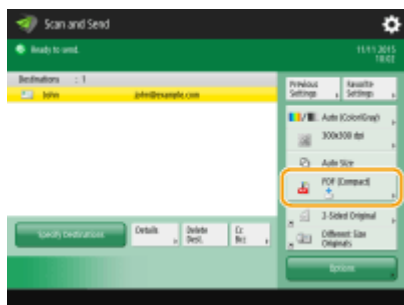 Scan and Send
Ready to send.
11/11 2015
18:02
Destinations : 1
John john@example.com
Previous Settings
Favorite Settings
Auto (Color/Gray)
300x300 dpi
Auto Size
PDF (Compact)
2-Sided Original
Different Size Originals
Specify Destinations
Details
Delete Dest.
Cc Bcc
Options